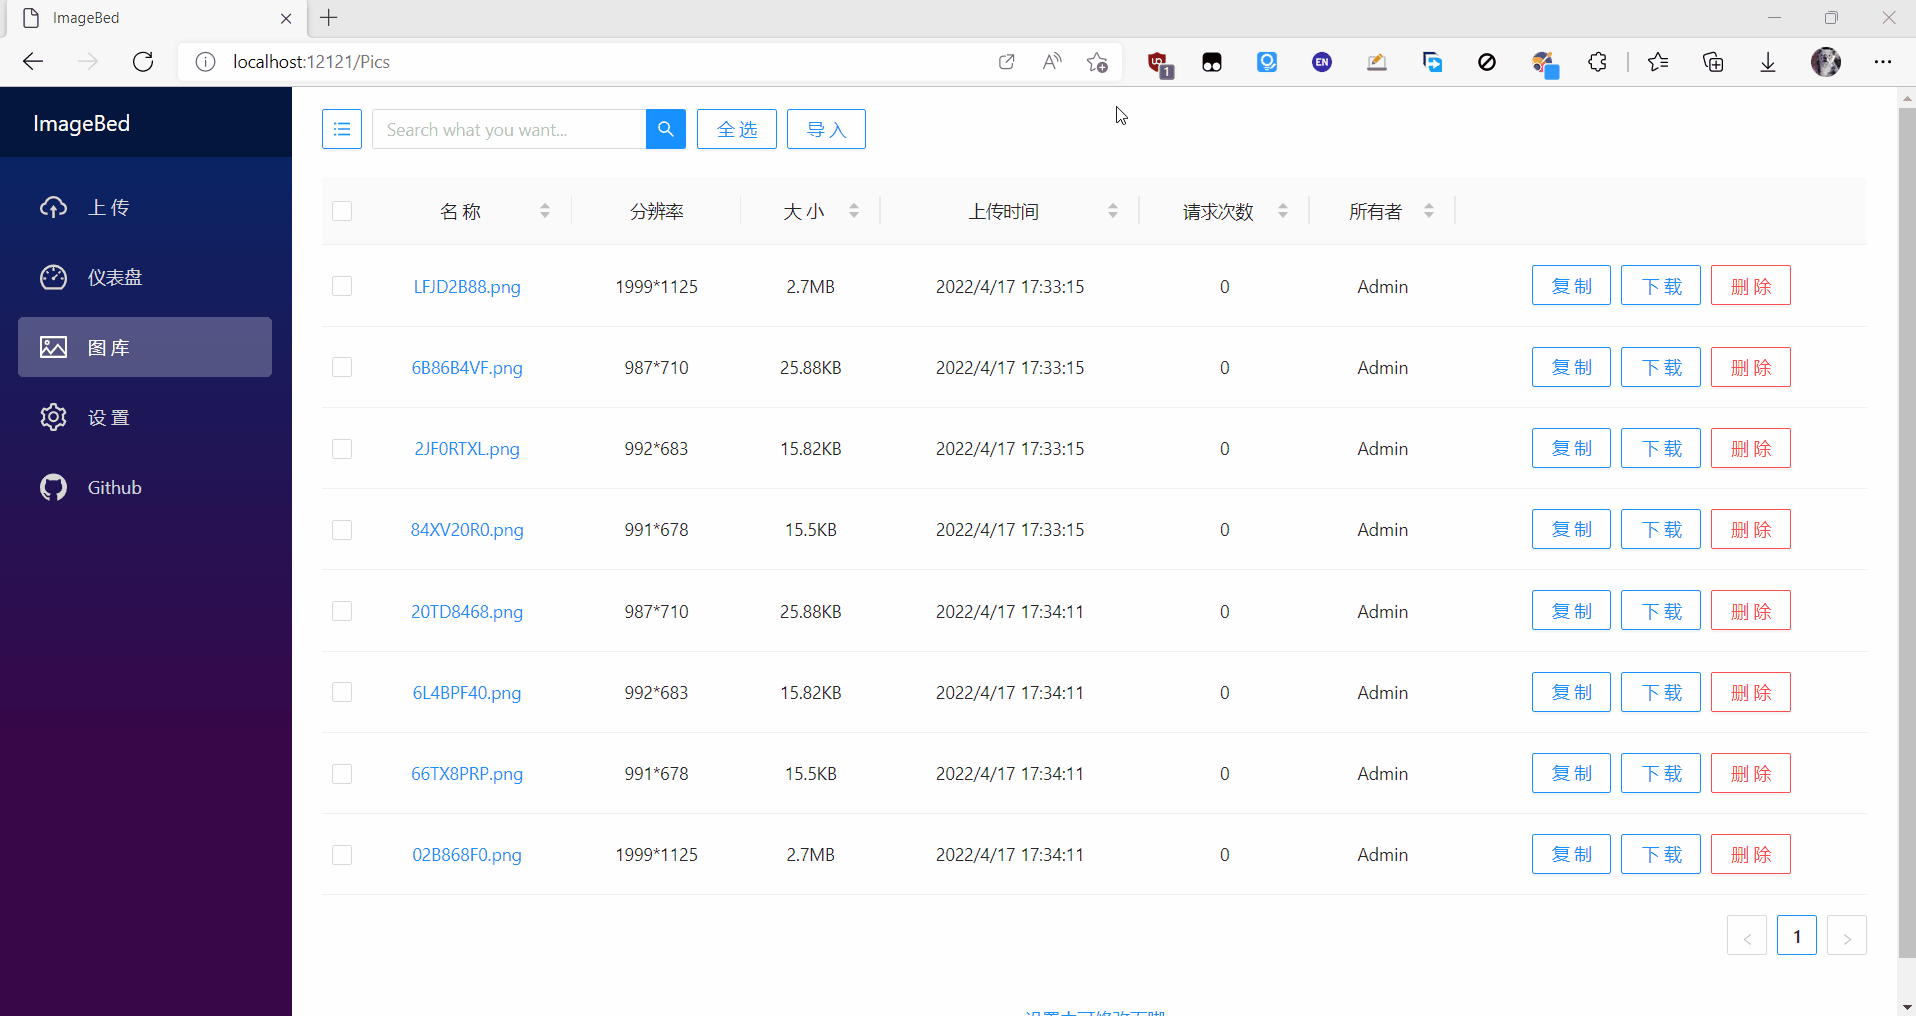 ImageBed
localhost:12121/Pics
1
EN
ImageBed
上传
仪表盘
图库
设置
Github
Search what you want...
全选
导入
名称 分辨率 大小 上传时间 请求次数 所有者
LFJD2B88.png 1999*1125 2.7MB 2022/4/17 17:33:15 0 Admin 复制 下载 删除
6B86B4VF.png 987*710 25.88KB 2022/4/17 17:33:15 0 Admin 复制 下载 删除
2JF0RTXL.png 992*683 15.82KB 2022/4/17 17:33:15 0 Admin 复制 下载 删除
84XV20R0.png 991*678 15.5KB 2022/4/17 17:33:15 0 Admin 复制 下载 删除
20TD8468.png 987*710 25.88KB 2022/4/17 17:34:11 0 Admin 复制 下载 删除
6L4BPF40.png 992*683 15.82KB 2022/4/17 17:34:11 0 Admin 复制 下载 删除
66TX8PRP.png 991*678 15.5KB 2022/4/17 17:34:11 0 Admin 复制 下载 删除
02B868F0.png 1999*1125 2.7MB 2022/4/17 17:34:11 0 Admin 复制 下载 删除
< 1 >